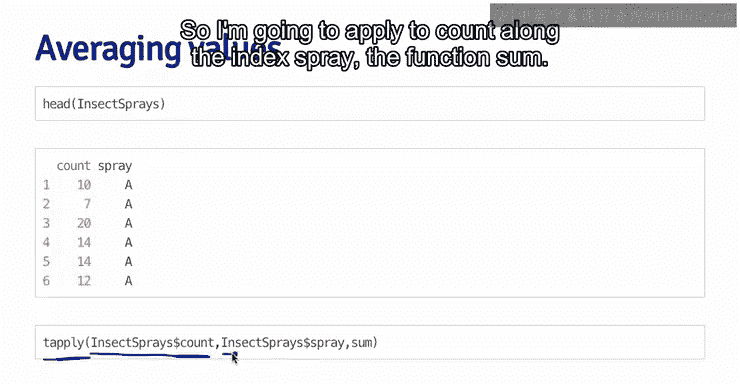 So I'm going to apply to count along
the index spray, the function sum.
Averaging values
head(InsectSprays)
count spray
1 10 A
2 7 A
3 20 A
4 14 A
5 14 A
6 12 A
tapply(InsectSprays$count,InsectSprays$spray,sum)